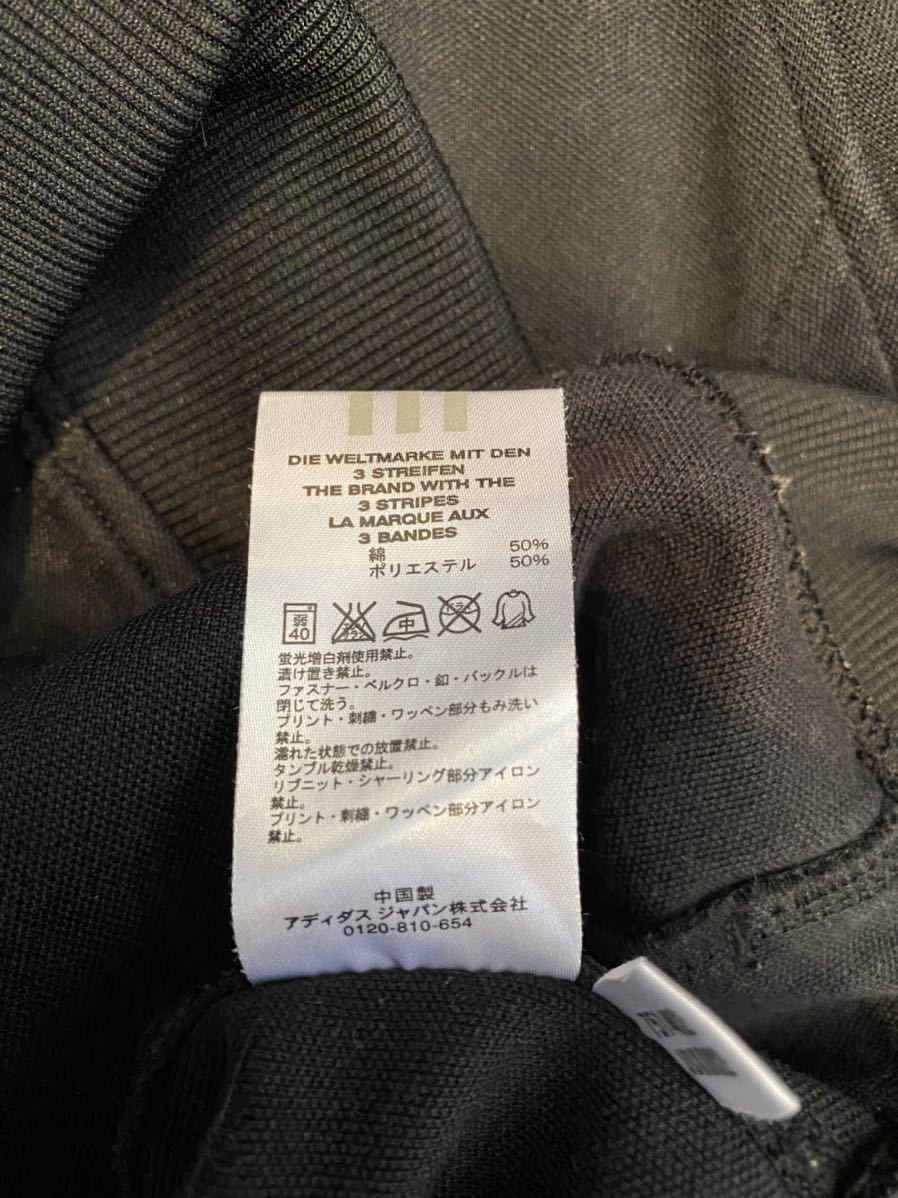 DIE WELTMARKE MIT DEN
3 STREIFEN
THE BRAND WITH THE
3 STRIPES
LA MARQUE AUX
3 BANDES
綿 50%
ポリエステル 50%
弱
40
中
蛍光増白剤使用禁止。
漬け置き禁止。
ファスナー・ベルクロ・釦・バックルは
閉じて洗う。
プリント・刺繍・ワッペン部分もみ洗い
禁止。
濡れた状態での放置禁止。
タンブル乾燥禁止。
リブニット・シャーリング部分アイロン
禁止。
プリント・刺繍・ワッペン部分アイロン
禁止。
中国製
アディダス ジャパン株式会社
0120-810-654